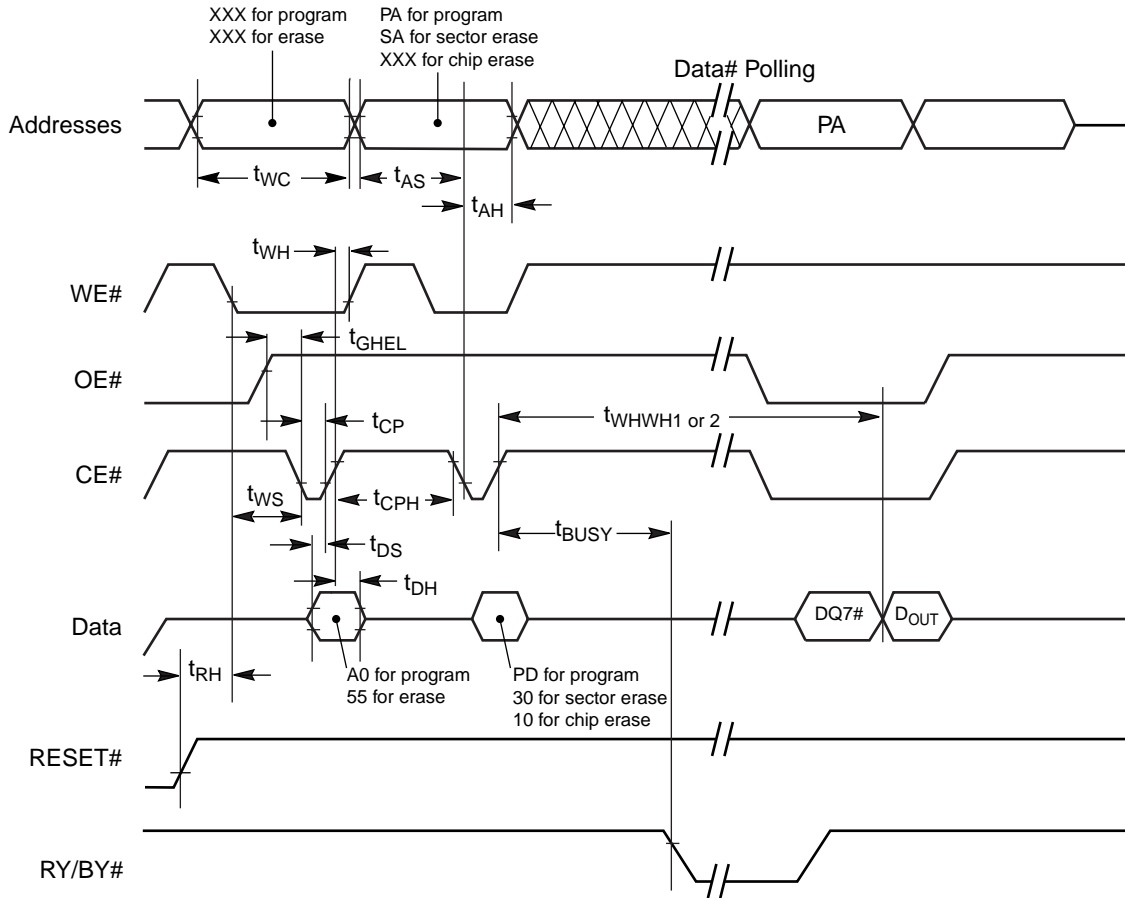 XXX for program
XXX for erase
PA for program
SA for sector erase
XXX for chip erase
Data# Polling
Addresses
PA
tWC
tAS
tAH
tWH
WE#
tGHEL
OE#
tCP
tWHWH1 or 2
CE#
tWS
tCPH
tBUSY
tDS
tDH
Data
DQ7#
DOUT
tRH
A0 for program
55 for erase
PD for program
30 for sector erase
10 for chip erase
RESET#
RY/BY#